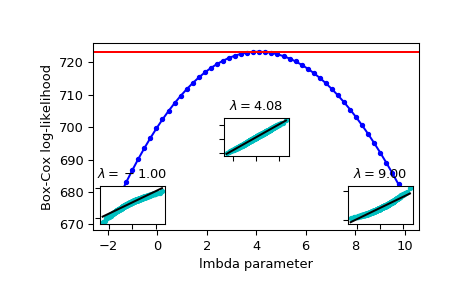 720
710
700
690
680
670
Box-Cox log-likelihood
λ = 4.08
λ = − 1.00
λ = 9.00
−2 0 2 4 6 8 10
lmbda parameter